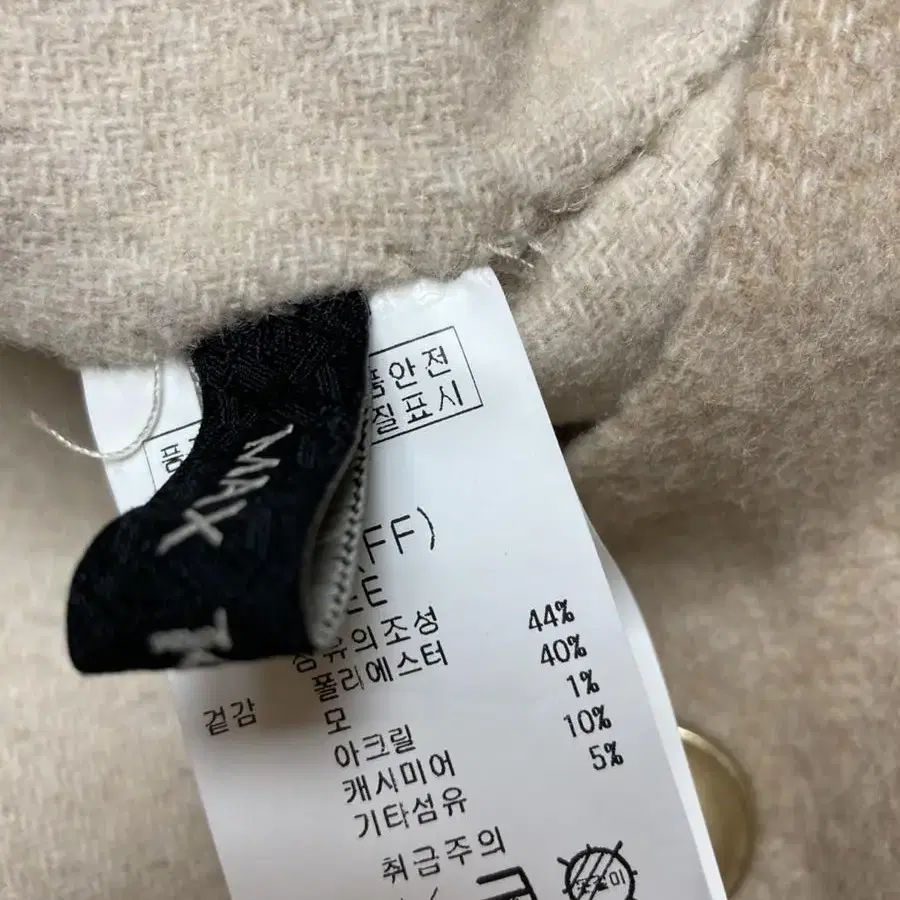 품안전
질표시
MAX
FF)
EE
섬유의조성
겉감 폴리에스터 44%
모 40%
아크릴 1%
캐시미어 10%
기타섬유 5%
취급주의